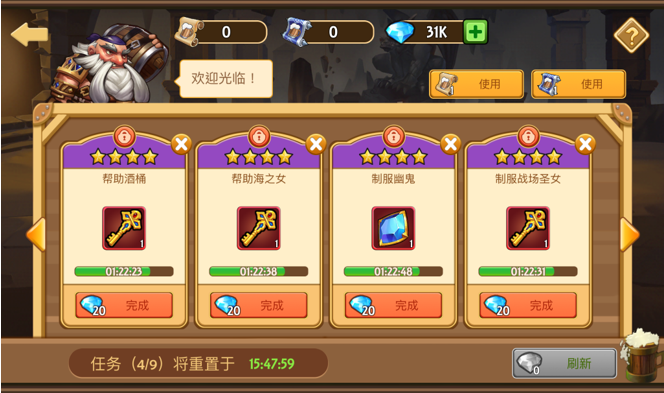 0
0
31K
?
欢迎光临！
使用
使用
帮助酒桶
帮助海之女
制服幽鬼
制服战场圣女
1
1
1
1
01:22:23
01:22:38
01:22:48
01:22:31
20
完成
20
完成
20
完成
20
完成
任务（4/9）将重置于 15:47:59
0
刷新